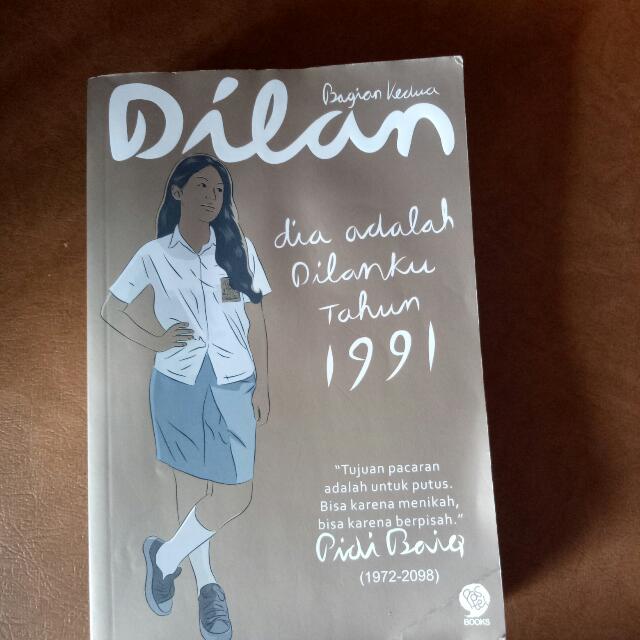 Bagian Kedua
Dilan
dia adalah
Dilanku
Tahun
1991
"Tujuan pacaran
adalah untuk putus.
Bisa karena menikah,
bisa karena berpisah."
Pidi Baiq
(1972-2098)
BOOKS